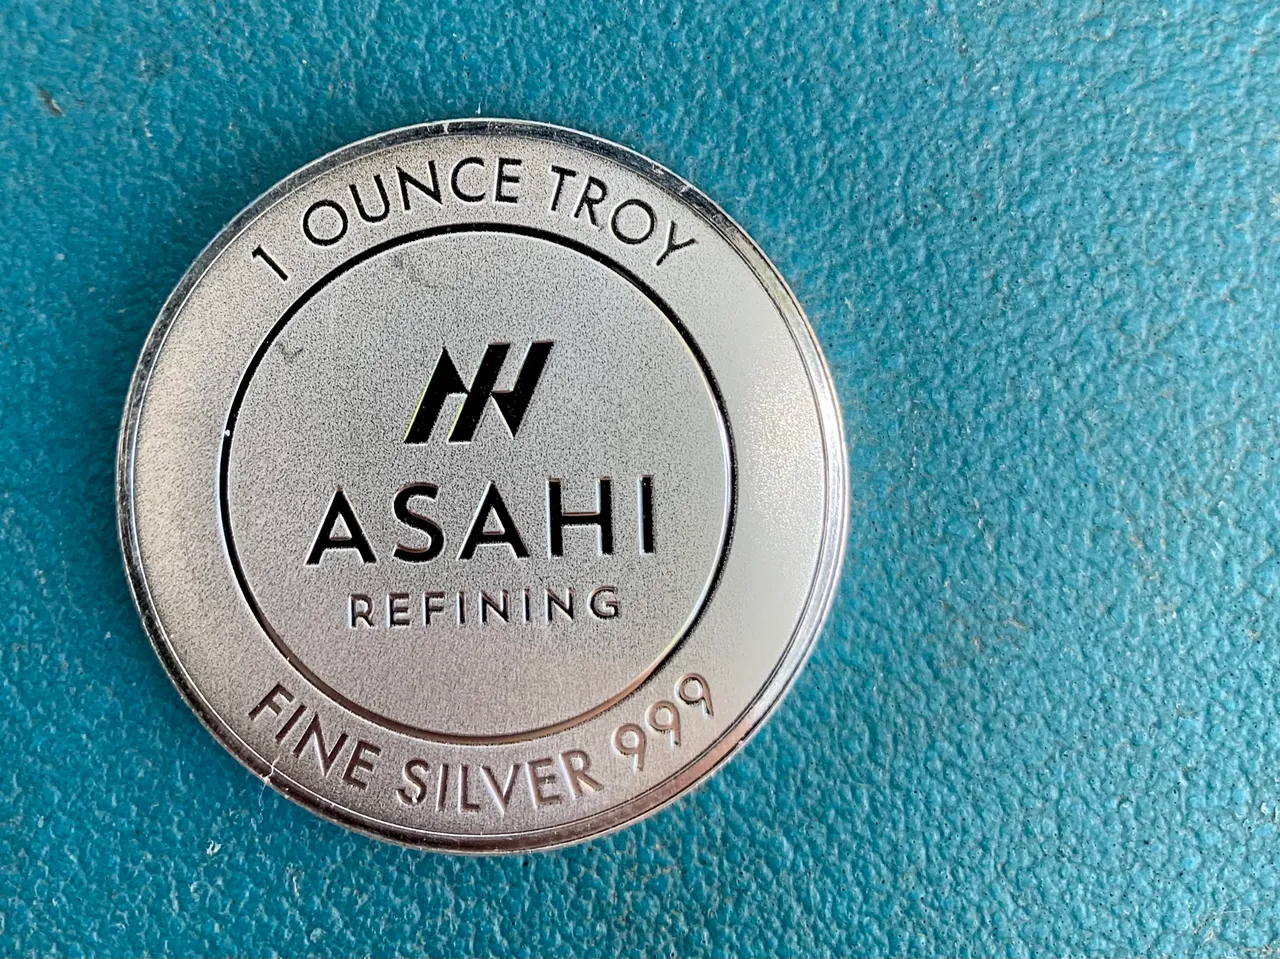 1 OUNCE TROY
ASAHI
REFINING
FINE SILVER 999